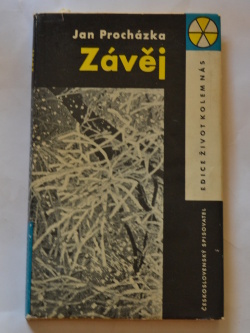 Jan Procházka
Závěj
EDICE ŽIVOT KOLEM NÁS
ČESKOSLOVENSKÝ SPISOVATEL